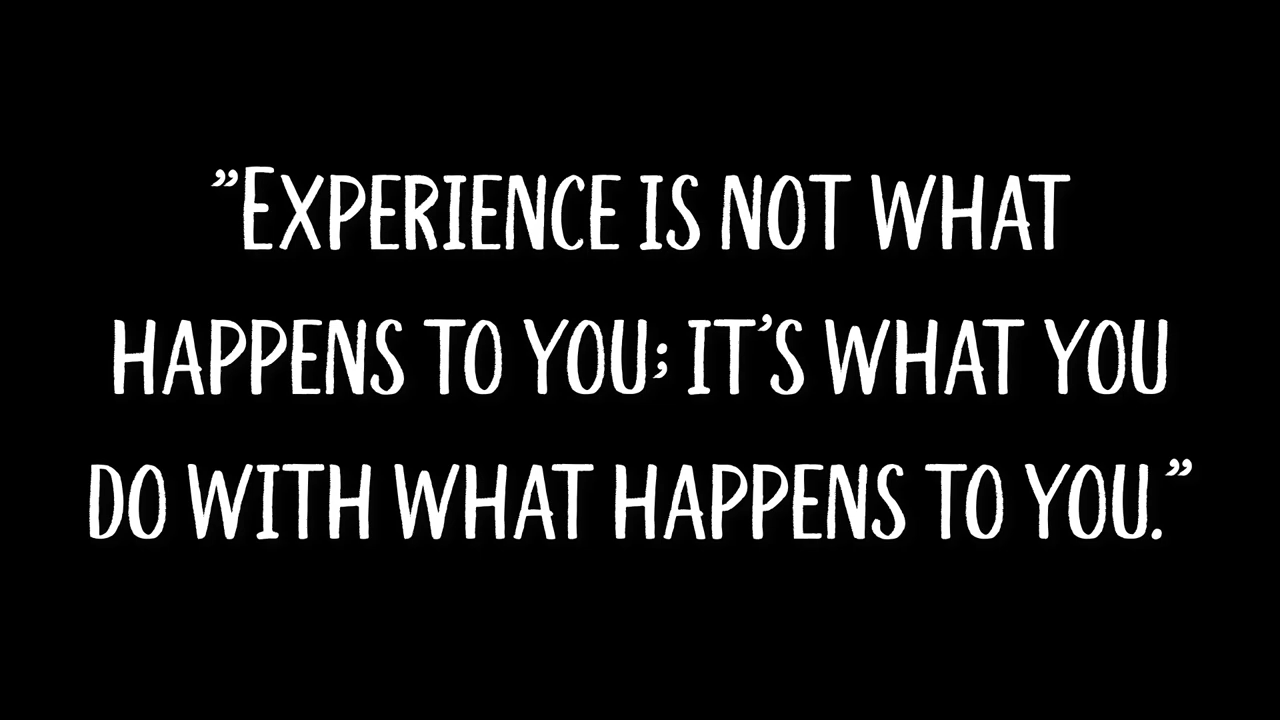 ”Experience is not what
happens to you; it’s what you
do with what happens to you.”